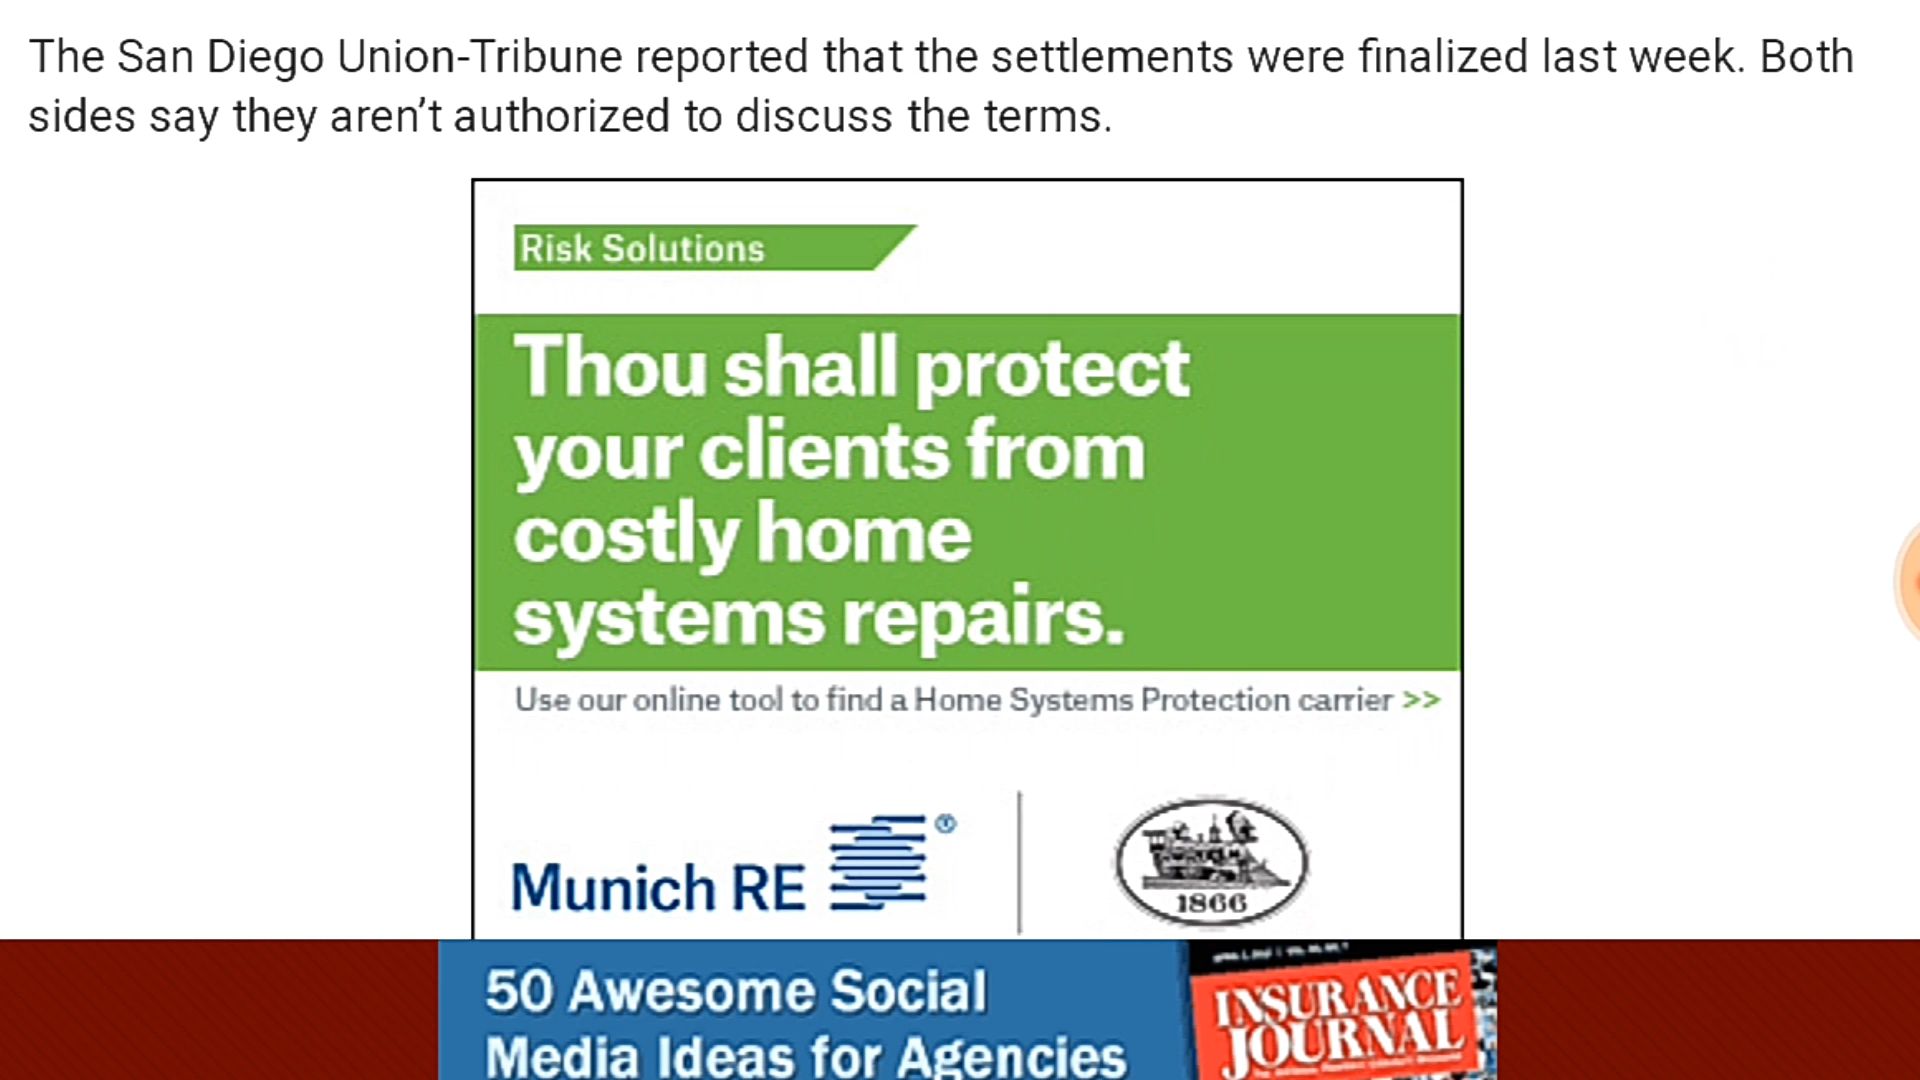 The San Diego Union-Tribune reported that the settlements were finalized last week. Both
sides say they aren’t authorized to discuss the terms.
Risk Solutions
Thou shall protect
your clients from
costly home
systems repairs.
Use our online tool to find a Home Systems Protection carrier >>
Munich RE ®
1866
50 Awesome Social
Media Ideas for Agencies
INSURANCE
JOURNAL